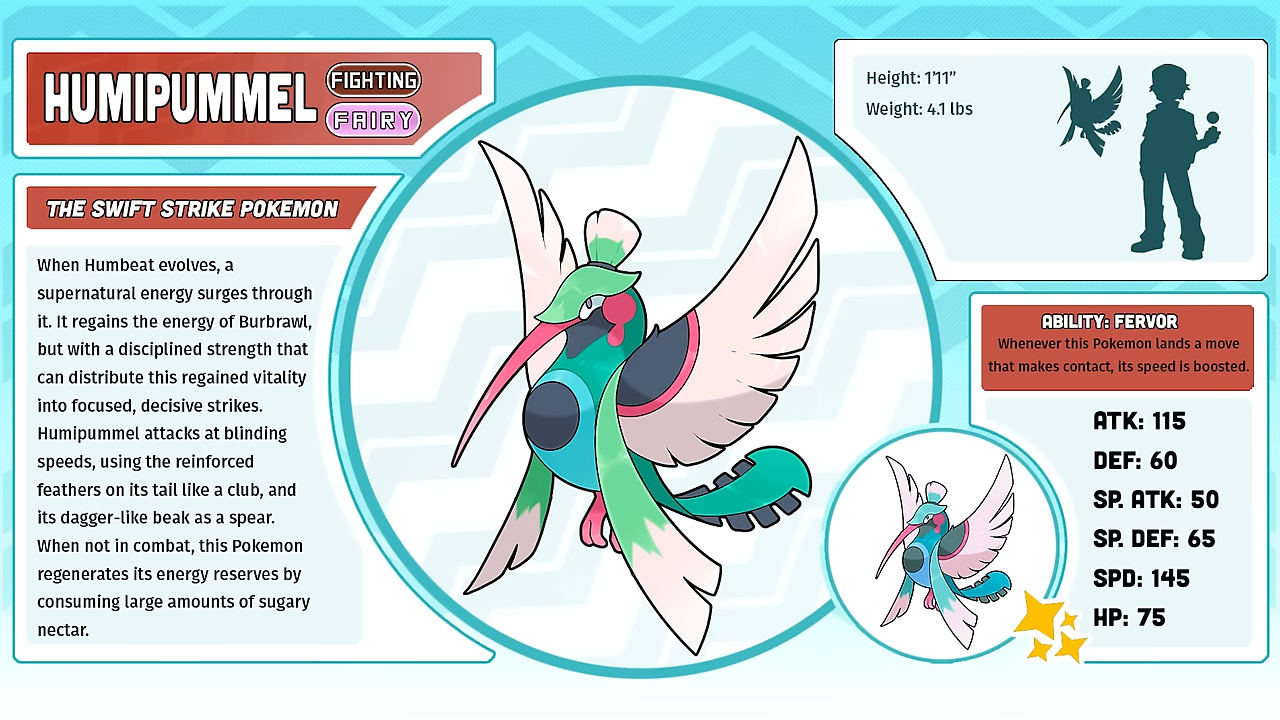 HUMIPUMMEL
FIGHTING
FAIRY
THE SWIFT STRIKE POKEMON
When Humbeat evolves, a
supernatural energy surges through
it. It regains the energy of Burbrawl,
but with a disciplined strength that
can distribute this regained vitality
into focused, decisive strikes.
Humipummel attacks at blinding
speeds, using the reinforced
feathers on its tail like a club, and
its dagger-like beak as a spear.
When not in combat, this Pokemon
regenerates its energy reserves by
consuming large amounts of sugary
nectar.
Height: 1'11”
Weight: 4.1 lbs
ABILITY: FERVOR
Whenever this Pokemon lands a move
that makes contact, its speed is boosted.
ATK: 115
DEF: 60
SP. ATK: 50
SP. DEF: 65
SPD: 145
HP: 75